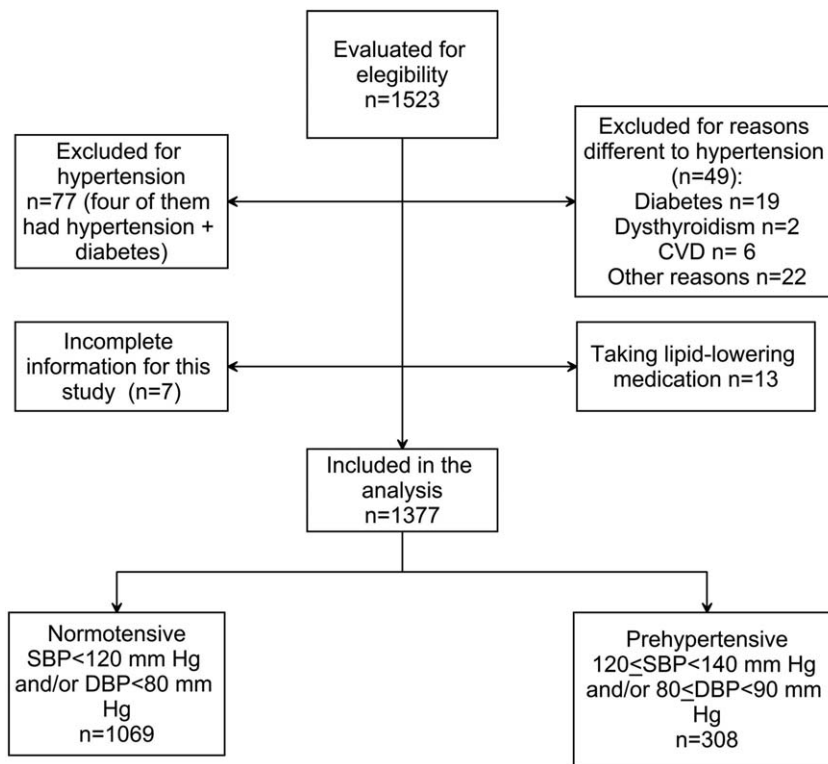 Evaluated for
elegibility
n=1523
Excluded for
hypertension
n=77 (four of them
had hypertension +
diabetes)
Excluded for reasons
different to hypertension
(n=49):
Diabetes n=19
Dysthyroidism n=2
CVD n= 6
Other reasons n=22
Incomplete
information for this
study (n=7)
Taking lipid-lowering
medication n=13
Included in the
analysis
n=1377
Normotensive
SBP<120 mm Hg
and/or DBP<80 mm
Hg
n=1069
Prehypertensive
120≤SBP<140 mm Hg
and/or 80≤DBP<90 mm
Hg
n=308